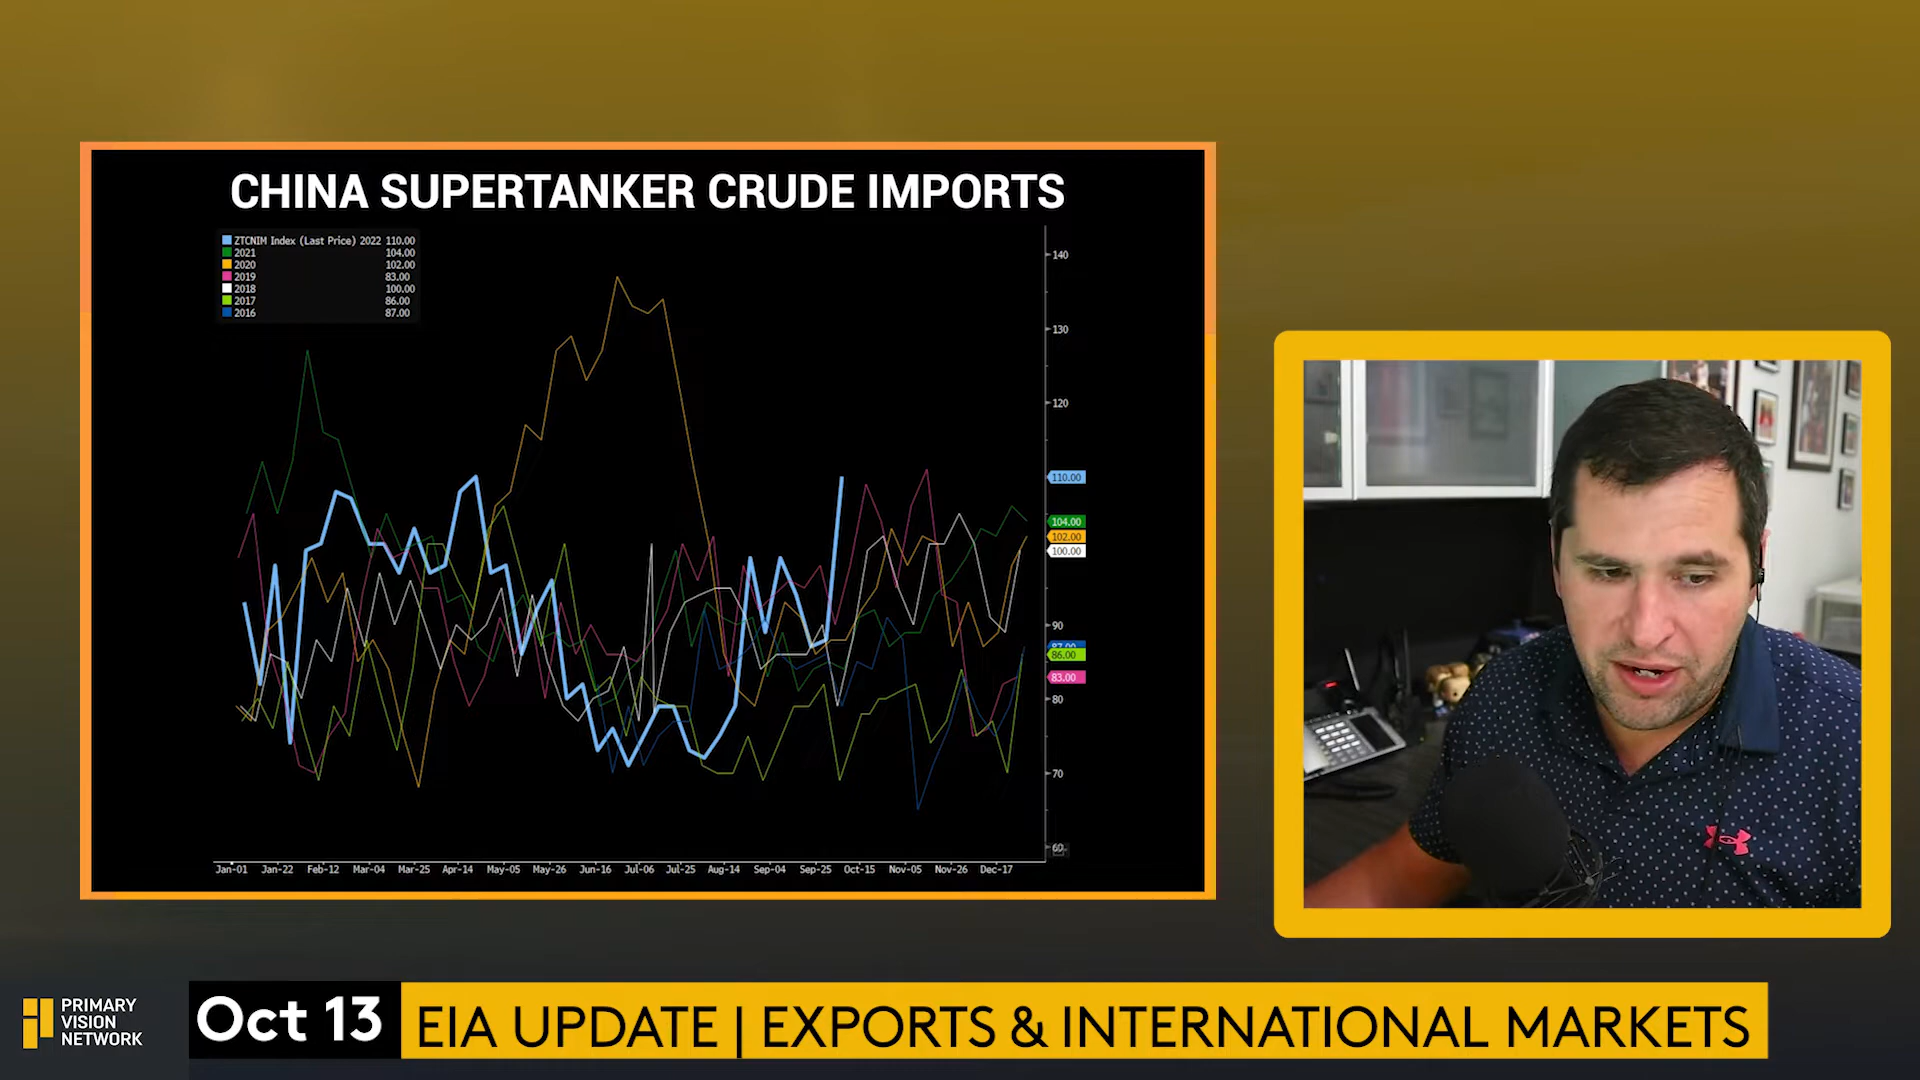 CHINA SUPERTANKER CRUDE IMPORTS
ZTCNIM Index (Last Price) 2022 110.00
2021 104.00
2020 102.00
2019 83.00
2018 100.00
2017 86.00
2016 87.00
140
130
120
110.00
104.00
102.00
100.00
90
87.00
86.00
83.00
80
70
60
Jan-01 Jan-22 Feb-12 Mar-04 Mar-25 Apr-14 May-05 May-26 Jun-16 Jul-06 Jul-25 Aug-14 Sep-04 Sep-25 Oct-15 Nov-05 Nov-26 Dec-17
PRIMARY
VISION
NETWORK
Oct 13
EIA UPDATE | EXPORTS & INTERNATIONAL MARKETS